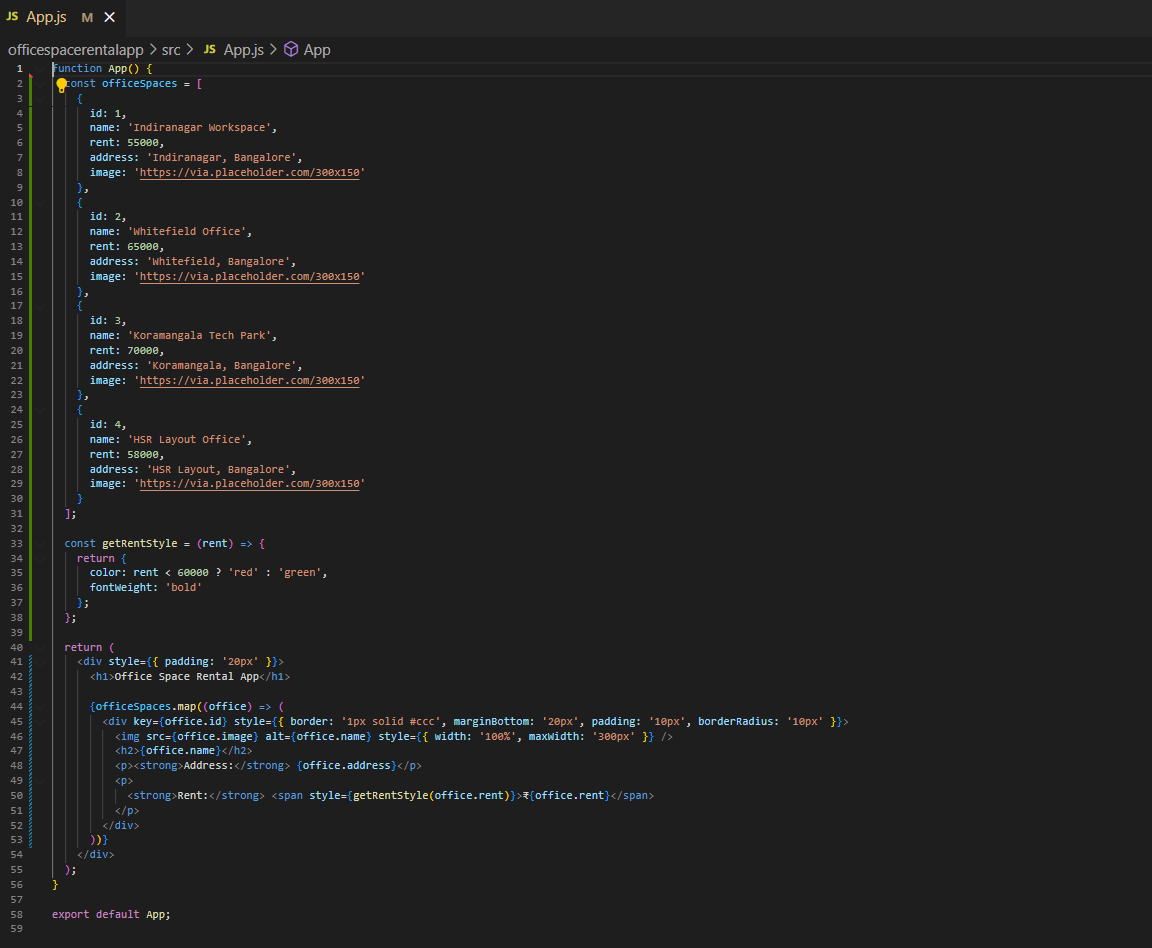 JS App.js M ×
officespacerentalapp > src > JS App.js > App
1 function App() {
2 const officeSpaces = [
3 {
4 id: 1,
5 name: 'Indiranagar Workspace',
6 rent: 55000,
7 address: 'Indiranagar, Bangalore',
8 image: 'https://via.placeholder.com/300x150'
9 },
10 {
11 id: 2,
12 name: 'Whitefield Office',
13 rent: 65000,
14 address: 'Whitefield, Bangalore',
15 image: 'https://via.placeholder.com/300x150'
16 },
17 {
18 id: 3,
19 name: 'Koramangala Tech Park',
20 rent: 70000,
21 address: 'Koramangala, Bangalore',
22 image: 'https://via.placeholder.com/300x150'
23 },
24 {
25 id: 4,
26 name: 'HSR Layout Office',
27 rent: 58000,
28 address: 'HSR Layout, Bangalore',
29 image: 'https://via.placeholder.com/300x150'
30 }
31 ];
32
33 const getRentStyle = (rent) => {
34 return {
35 color: rent < 60000 ? 'red' : 'green',
36 fontWeight: 'bold'
37 };
38 };
39
40 return (
41 <div style={{ padding: '20px' }}>
42 <h1>Office Space Rental App</h1>
43
44 {officeSpaces.map((office) => (
45 <div key={office.id} style={{ border: '1px solid #ccc', marginBottom: '20px', padding: '10px', borderRadius: '10px' }}>
46 <img src={office.image} alt={office.name} style={{ width: '100%', maxWidth: '300px' }} />
47 <h2>{office.name}</h2>
48 <p><strong>Address:</strong> {office.address}</p>
49 <p>
50 <strong>Rent:</strong> <span style={getRentStyle(office.rent)}>₹{office.rent}</span>
51 </p>
52 </div>
53 ))}
54 </div>
55 );
56 }
57
58 export default App;
59